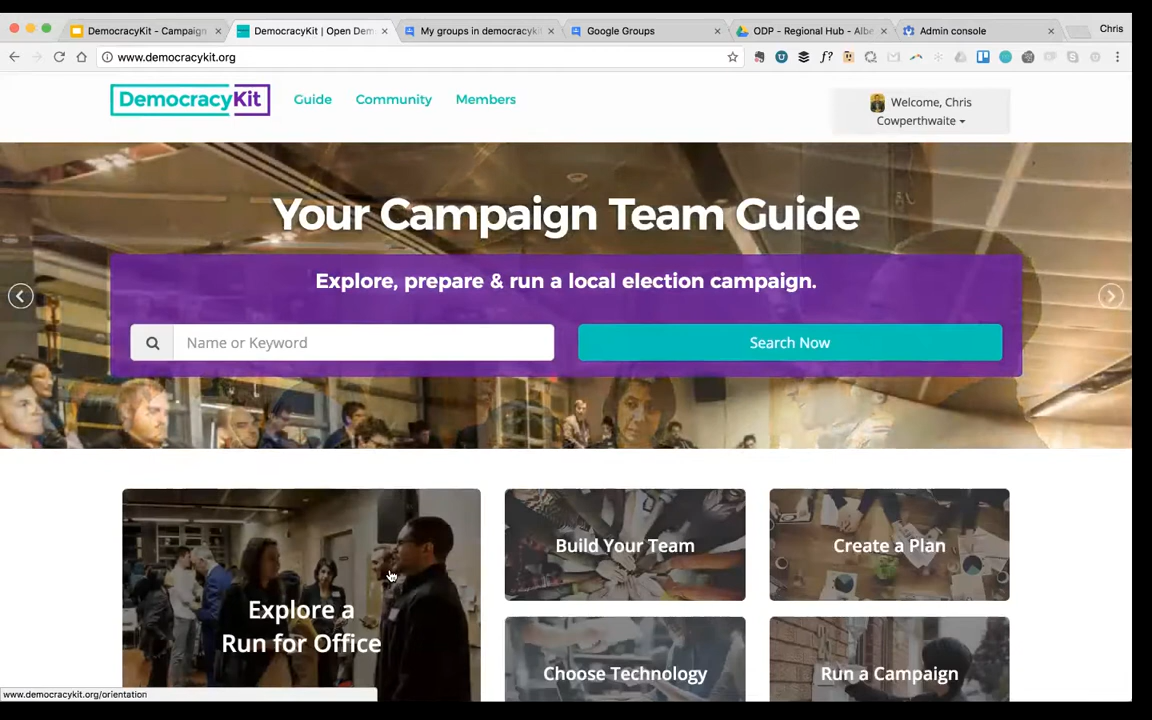 DemocracyKit - Campaign
DemocracyKit | Open Dem
My groups in democracykit
Google Groups
ODP - Regional Hub - Albe
Admin console
Chris
www.democracykit.org
f?
DemocracyKit
Guide
Community
Members
Welcome, Chris
Cowperthwaite
Your Campaign Team Guide
Explore, prepare & run a local election campaign.
Name or Keyword
Search Now
Explore a
Run for Office
Build Your Team
Create a Plan
Choose Technology
Run a Campaign
www.democracykit.org/orientation